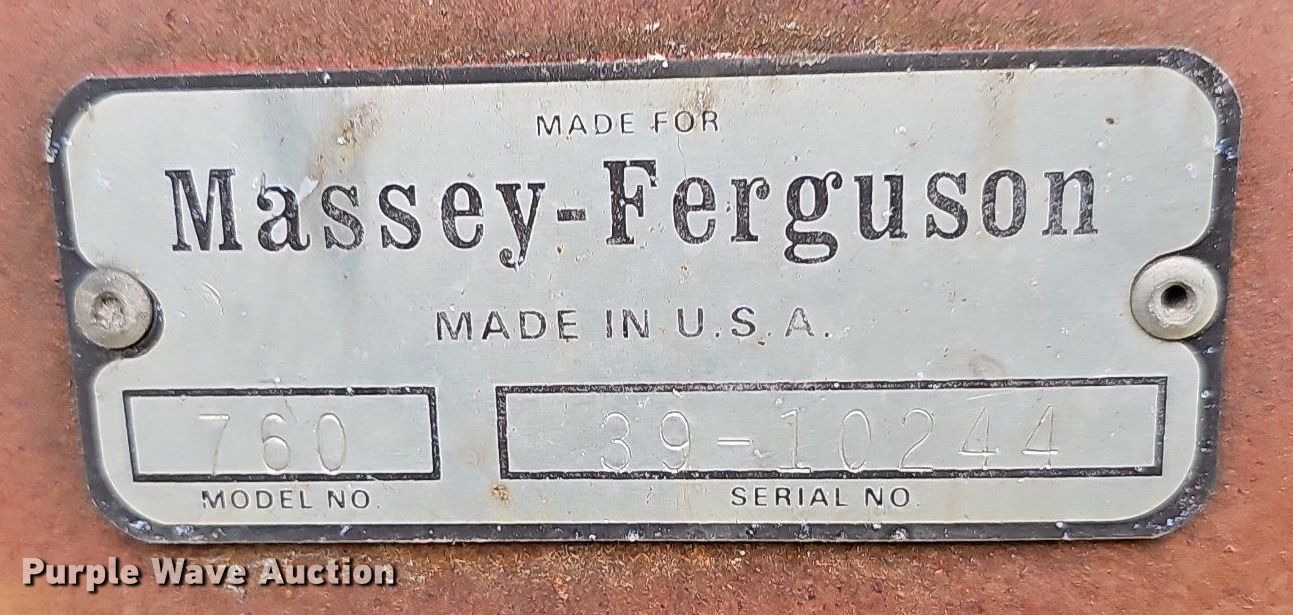 MADE FOR
Massey-Ferguson
MADE IN U.S.A.
760 39-10244
MODEL NO. SERIAL NO.
Purple Wave Auction